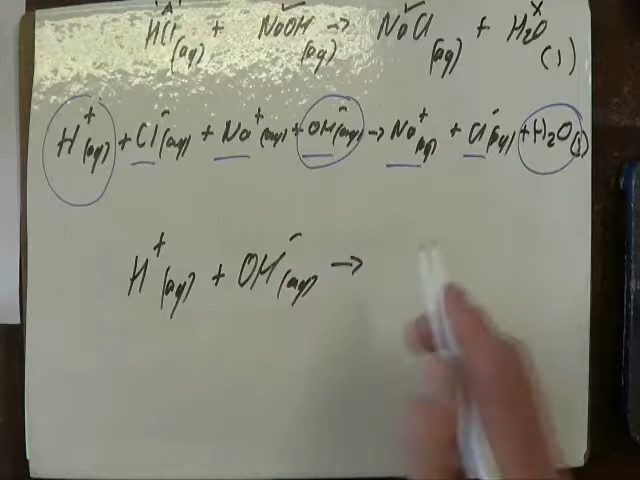 HCl(aq) + NaOH(aq) → NaCl(aq) + H2O(l)
H+(aq) + Cl-(aq) + Na+(aq) + OH-(aq) → Na+(aq) + Cl-(aq) + H2O(l)
H+(aq) + OH-(aq) →